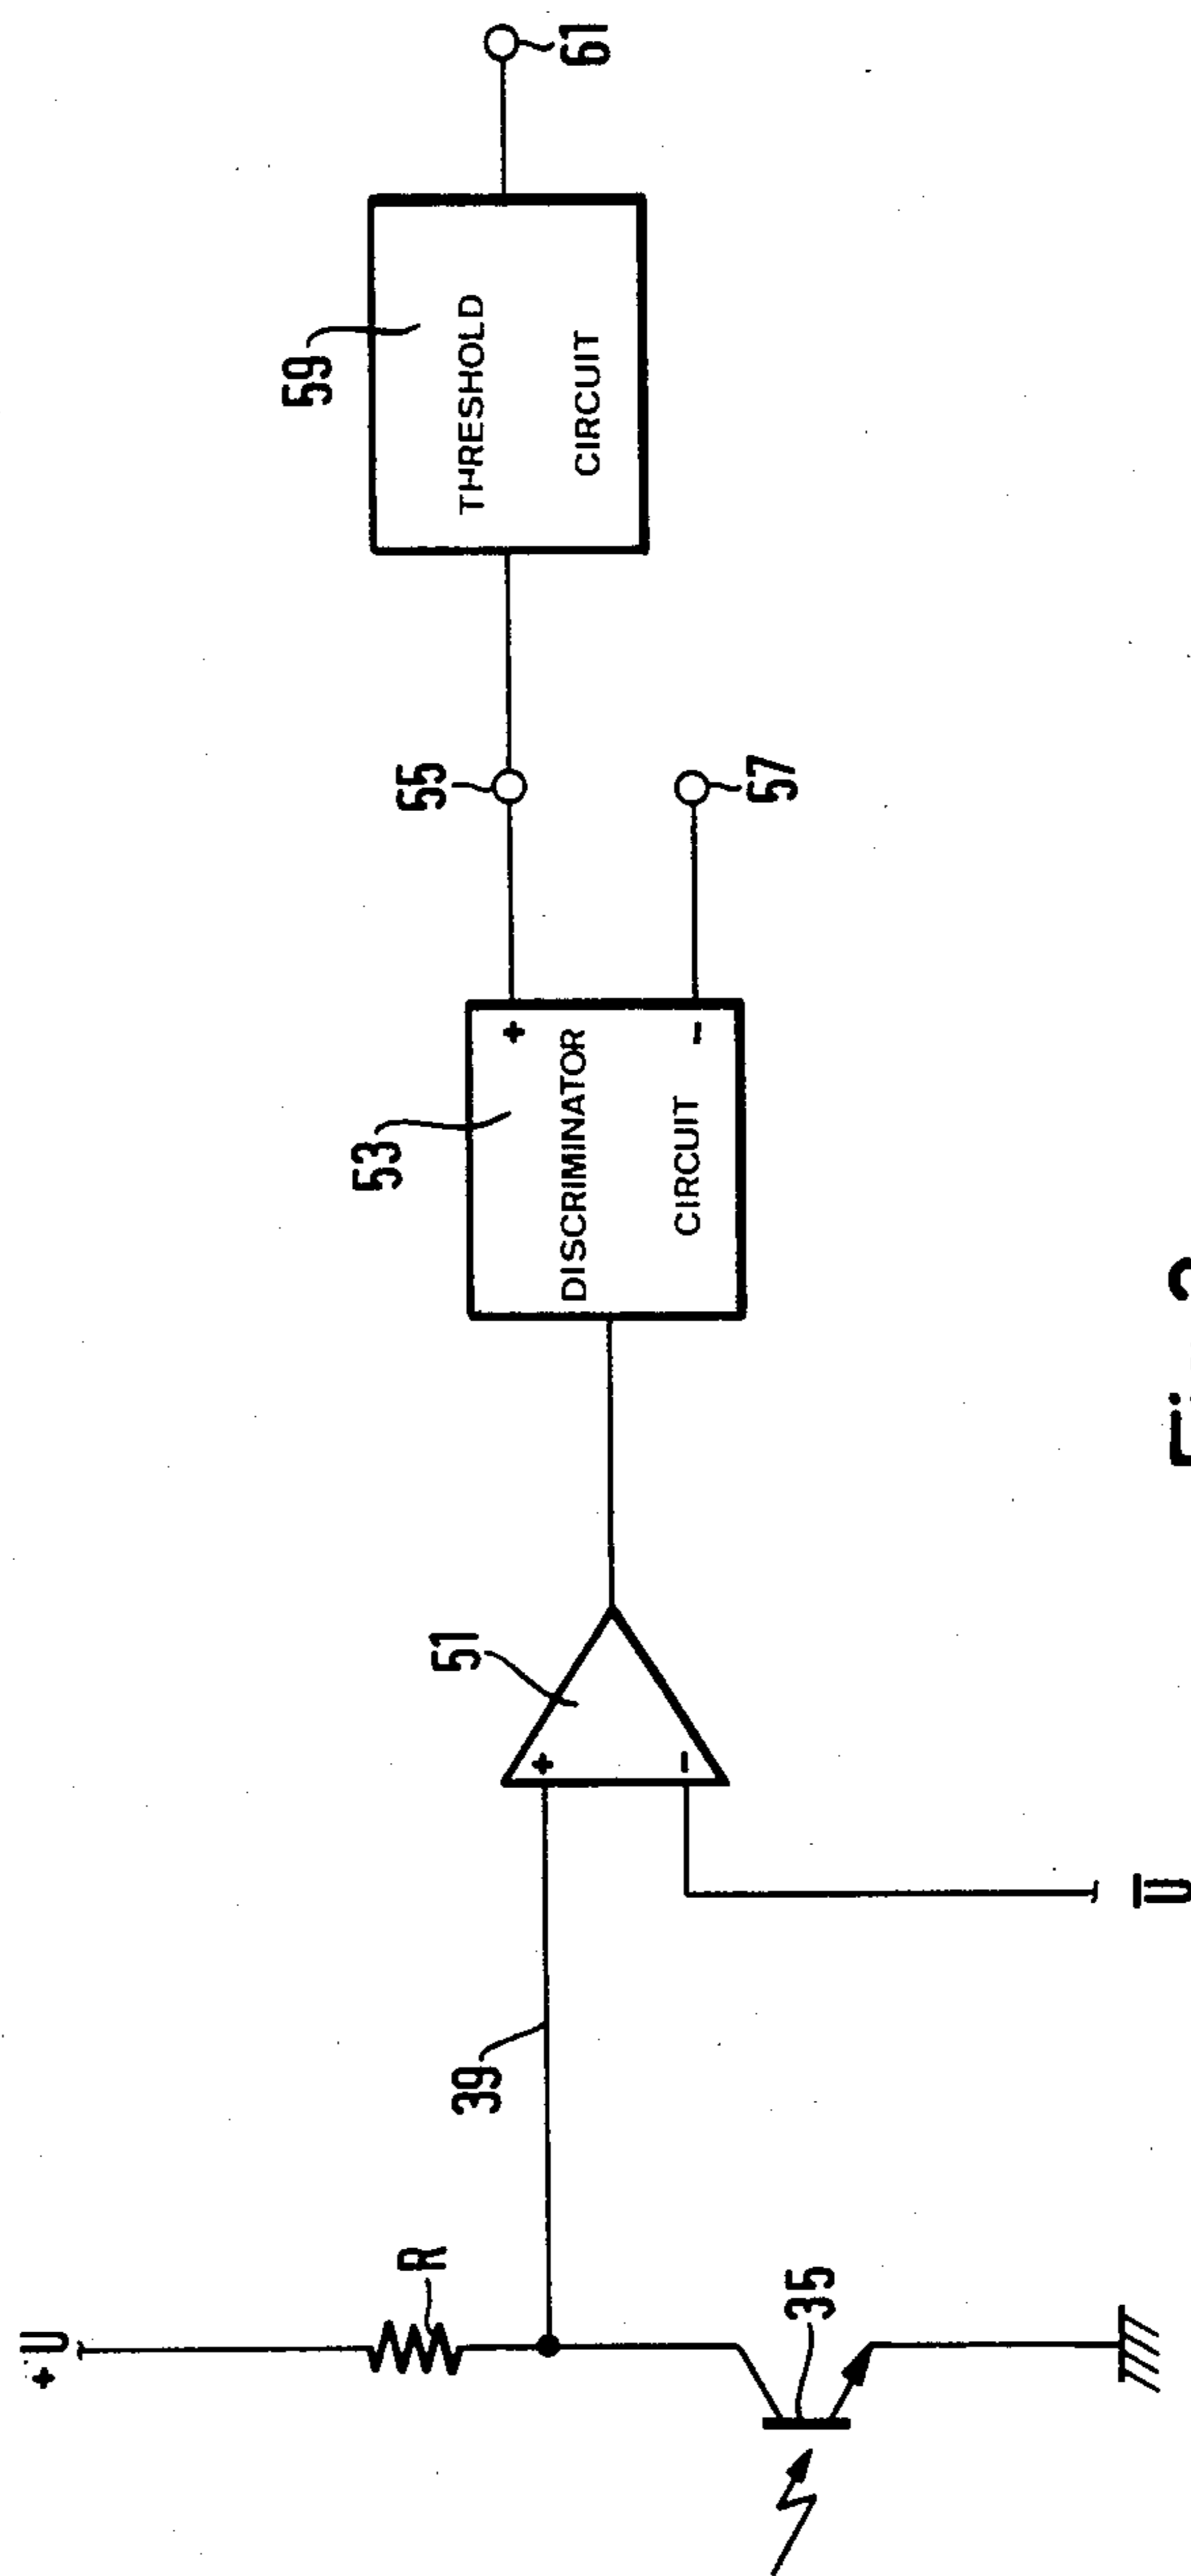 +U
R
35
39
51
+
−
U̅
53
DISCRIMINATOR
CIRCUIT
+
−
55
57
59
THRESHOLD
CIRCUIT
61